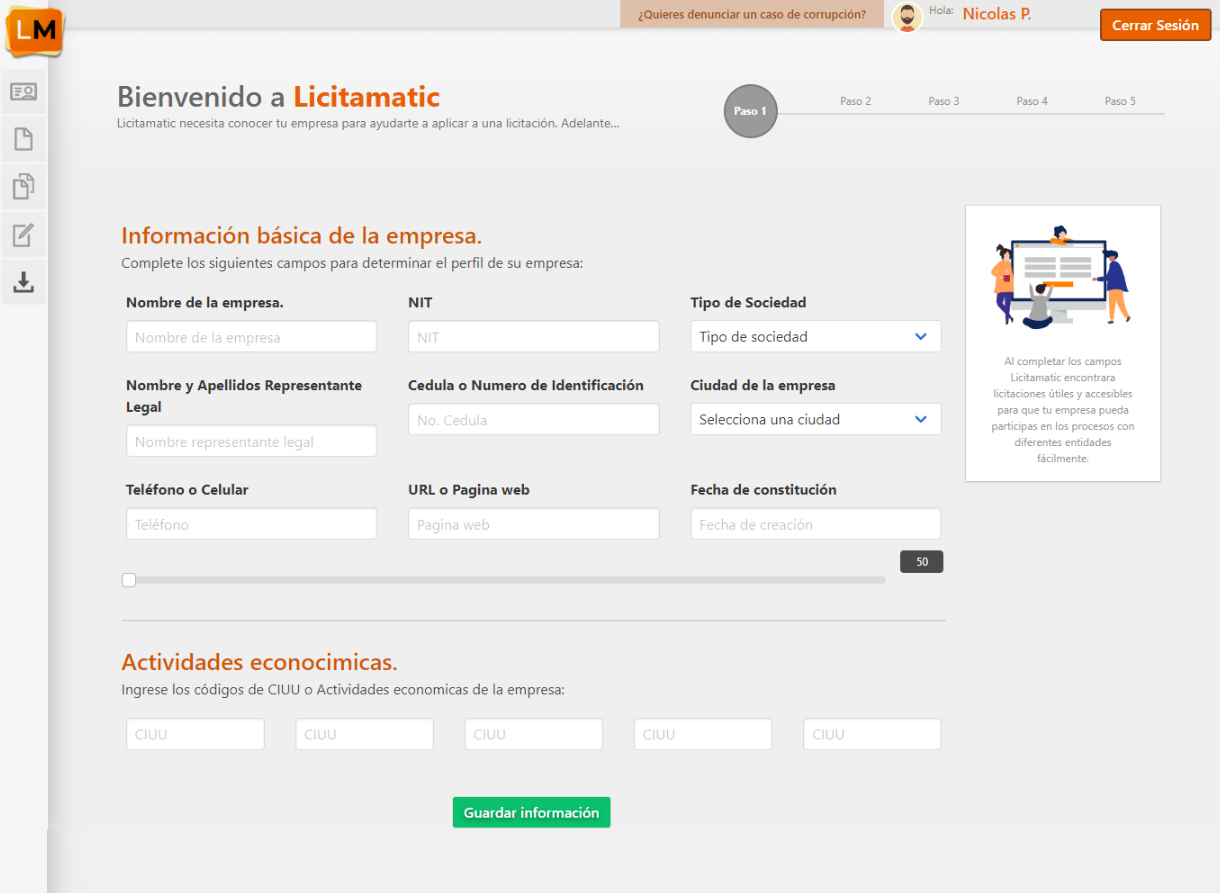 LM
¿Quieres denunciar un caso de corrupción?
Hola: Nicolas P.
Cerrar Sesión
Bienvenido a Licitamatic
Licitamatic necesita conocer tu empresa para ayudarte a aplicar a una licitación. Adelante...
Paso 1 Paso 2 Paso 3 Paso 4 Paso 5
Información básica de la empresa.
Complete los siguientes campos para determinar el perfil de su empresa:
Nombre de la empresa. NIT Tipo de Sociedad
Nombre de la empresa NIT Tipo de sociedad
Nombre y Apellidos Representante
Legal
Cedula o Numero de Identificación Ciudad de la empresa
Nombre representante legal
No. Cedula Selecciona una ciudad
Teléfono o Celular URL o Pagina web Fecha de constitución
Teléfono Pagina web Fecha de creación
50
Al completar los campos
Licitamatic encontrara
licitaciones útiles y accesibles
para que tu empresa pueda
participas en los procesos con
diferentes entidades
fácilmente.
Actividades econocimicas.
Ingrese los códigos de CIUU o Actividades economicas de la empresa:
CIUU CIUU CIUU CIUU CIUU
Guardar información